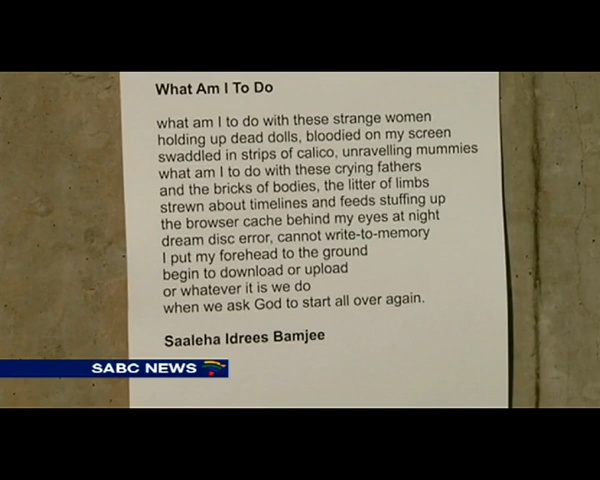 What Am I To Do
what am I to do with these strange women
holding up dead dolls, bloodied on my screen
swaddled in strips of calico, unravelling mummies
what am I to do with these crying fathers
and the bricks of bodies, the litter of limbs
strewn about timelines and feeds stuffing up
the browser cache behind my eyes at night
dream disc error, cannot write-to-memory
I put my forehead to the ground
begin to download or upload
or whatever it is we do
when we ask God to start all over again.
Saaleha Idrees Bamjee
SABC NEWS